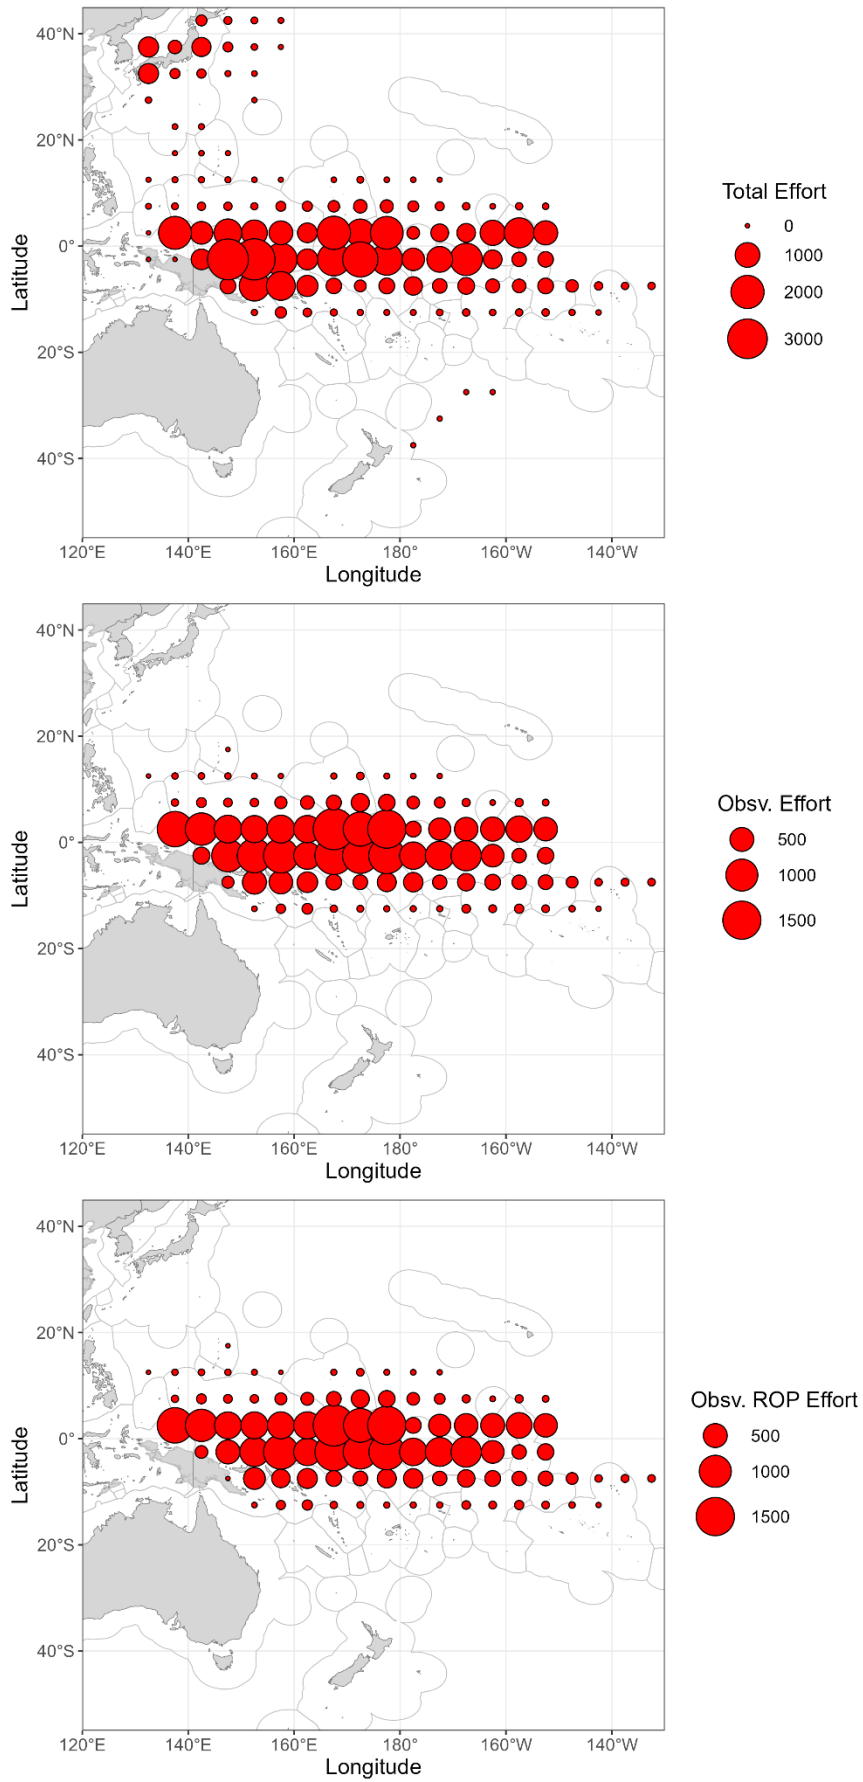 40°N
20°N
0°
20°S
40°S
Latitude
120°E 140°E 160°E 180° 160°W 140°W
Longitude
Total Effort
0
1000
2000
3000
40°N
20°N
0°
20°S
40°S
Latitude
120°E 140°E 160°E 180° 160°W 140°W
Longitude
Obsv. Effort
500
1000
1500
40°N
20°N
0°
20°S
40°S
Latitude
120°E 140°E 160°E 180° 160°W 140°W
Longitude
Obsv. ROP Effort
500
1000
1500